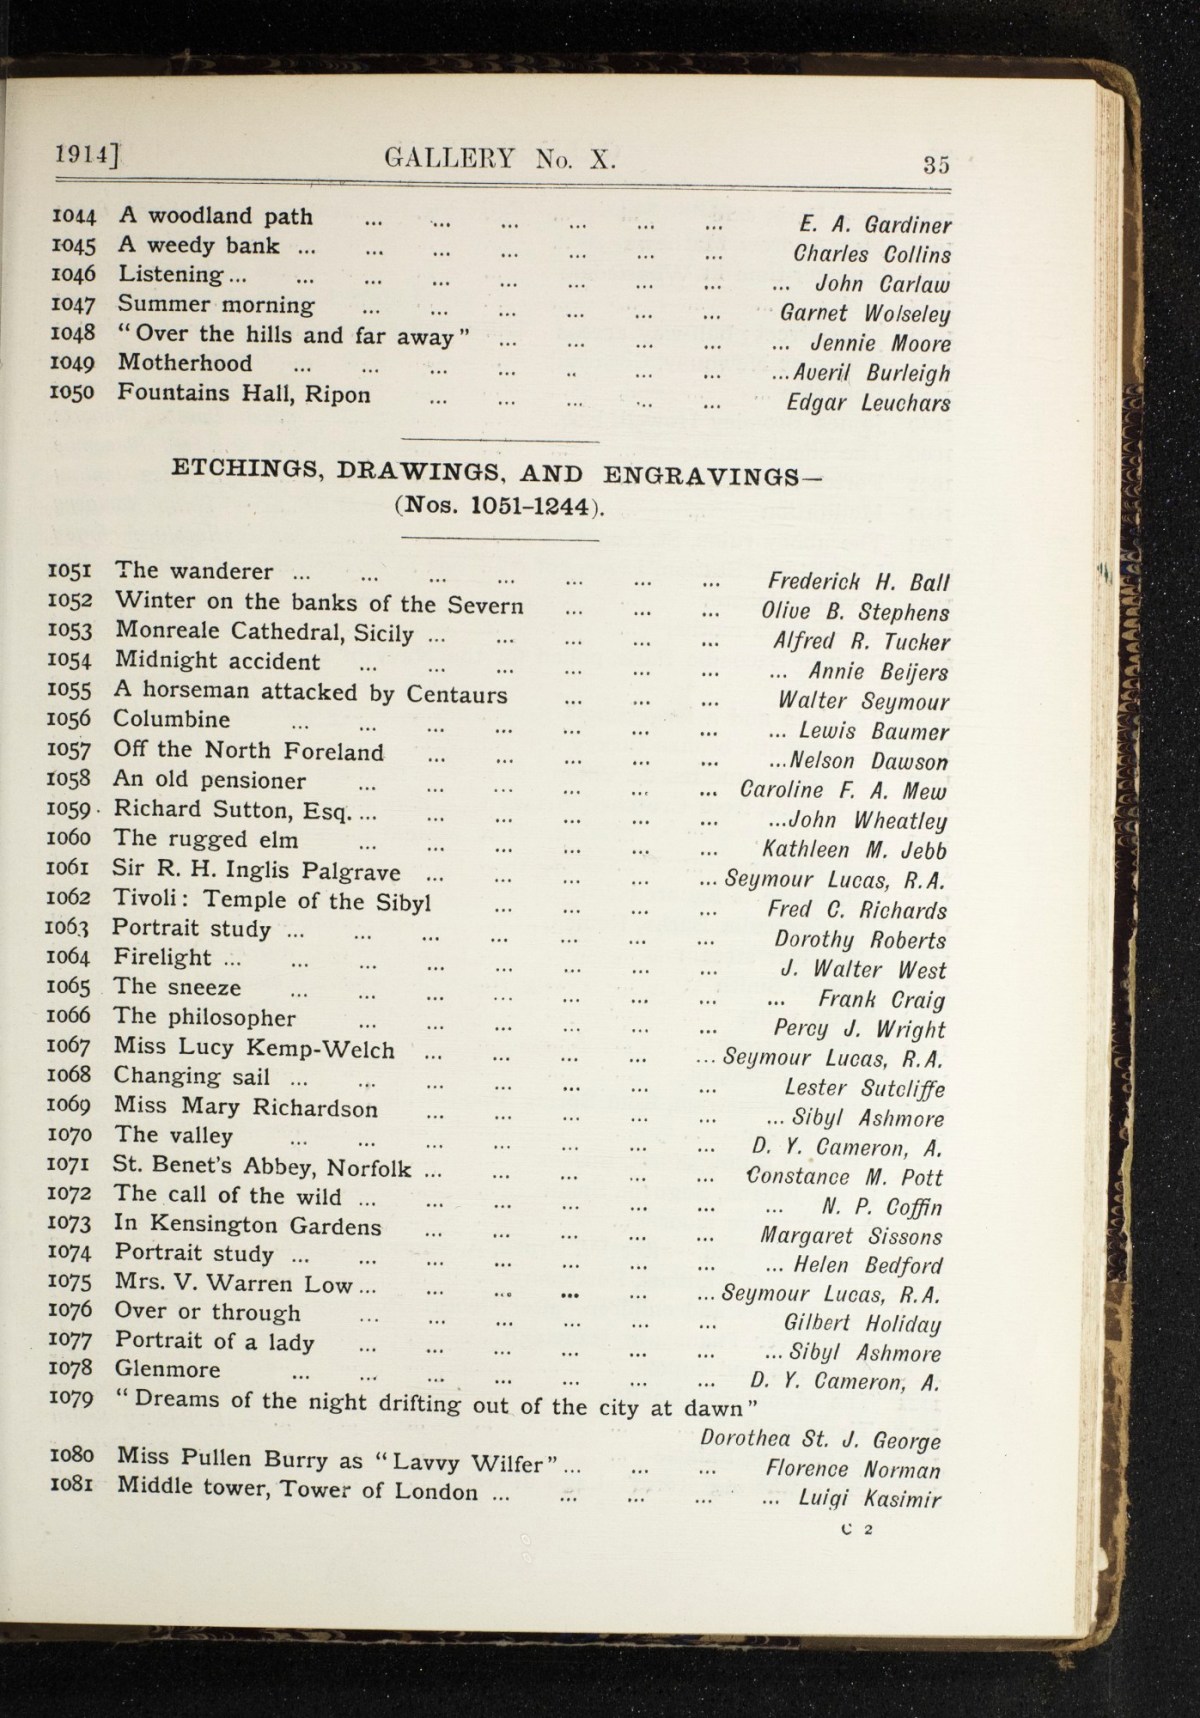 1914] GALLERY No. X. 35
1044 A woodland path ... ... ... ... ... ... E. A. Gardiner
1045 A weedy bank ... ... ... ... ... ... ... Charles Collins
1046 Listening ... ... ... ... ... ... ... ... ... John Carlaw
1047 Summer morning ... ... ... ... ... ... Garnet Wolseley
1048 "Over the hills and far away" ... ... ... ... ... Jennie Moore
1049 Motherhood ... ... ... ... .. ... ... ... Averil Burleigh
1050 Fountains Hall, Ripon ... ... ... ... ... Edgar Leuchars
ETCHINGS, DRAWINGS, AND ENGRAVINGS—
(Nos. 1051–1244).
1051 The wanderer ... ... ... ... ... ... ... Frederick H. Ball
1052 Winter on the banks of the Severn ... ... ... Olive B. Stephens
1053 Monreale Cathedral, Sicily ... ... ... ... ... Alfred R. Tucker
1054 Midnight accident ... ... ... ... ... ... ... Annie Beijers
1055 A horseman attacked by Centaurs ... ... ... Walter Seymour
1056 Columbine ... ... ... ... ... ... ... ... Lewis Baumer
1057 Off the North Foreland ... ... ... ... ... ... Nelson Dawson
1058 An old pensioner ... ... ... ... ... ... Caroline F. A. Mew
1059 Richard Sutton, Esq. ... ... ... ... ... ... ... John Wheatley
1060 The rugged elm ... ... ... ... ... ... Kathleen M. Jebb
1061 Sir R. H. Inglis Palgrave ... ... ... ... ... Seymour Lucas, R.A.
1062 Tivoli: Temple of the Sibyl ... ... ... ... Fred C. Richards
1063 Portrait study ... ... ... ... ... ... ... Dorothy Roberts
1064 Firelight ... ... ... ... ... ... ... ... J. Walter West
1065 The sneeze ... ... ... ... ... ... ... ... Frank Craig
1066 The philosopher ... ... ... ... ... ... Percy J. Wright
1067 Miss Lucy Kemp-Welch ... ... ... ... ... Seymour Lucas, R.A.
1068 Changing sail ... ... ... ... ... ... ... Lester Sutcliffe
1069 Miss Mary Richardson ... ... ... ... ... ... Sibyl Ashmore
1070 The valley ... ... ... ... ... ... ... D. Y. Cameron, A.
1071 St. Benet's Abbey, Norfolk ... ... ... ... ... Constance M. Pott
1072 The call of the wild ... ... ... ... ... ... ... N. P. Coffin
1073 In Kensington Gardens ... ... ... ... ... Margaret Sissons
1074 Portrait study ... ... ... ... ... ... ... ... Helen Bedford
1075 Mrs. V. Warren Low ... ... ... ... ... ... Seymour Lucas, R.A.
1076 Over or through ... ... ... ... ... ... Gilbert Holiday
1077 Portrait of a lady ... ... ... ... ... ... ... Sibyl Ashmore
1078 Glenmore ... ... ... ... ... ... ... D. Y. Cameron, A.
1079 "Dreams of the night drifting out of the city at dawn"
Dorothea St. J. George
1080 Miss Pullen Burry as "Lavvy Wilfer" ... ... ... Florence Norman
1081 Middle tower, Tower of London ... ... ... ... ... Luigi Kasimir
C 2